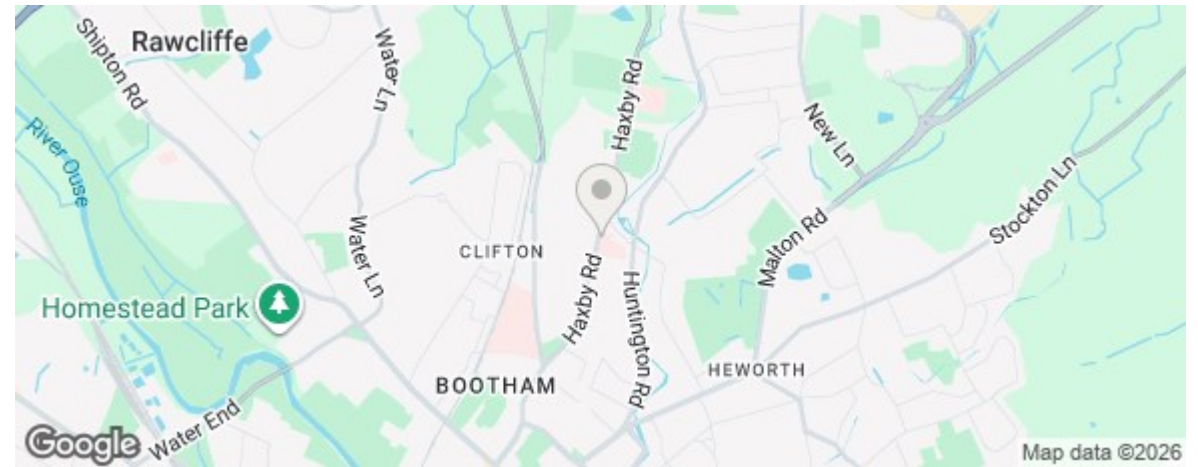 Rawcliffe
Shipton Rd
Water Ln
Haxby Rd
New Ln
River Ouse
Stockton Ln
Malton Rd
Water Ln
CLIFTON
Haxby Rd
Huntington Rd
Homestead Park
HEWORTH
BOOTHAM
Water End
Google
Map data ©2026